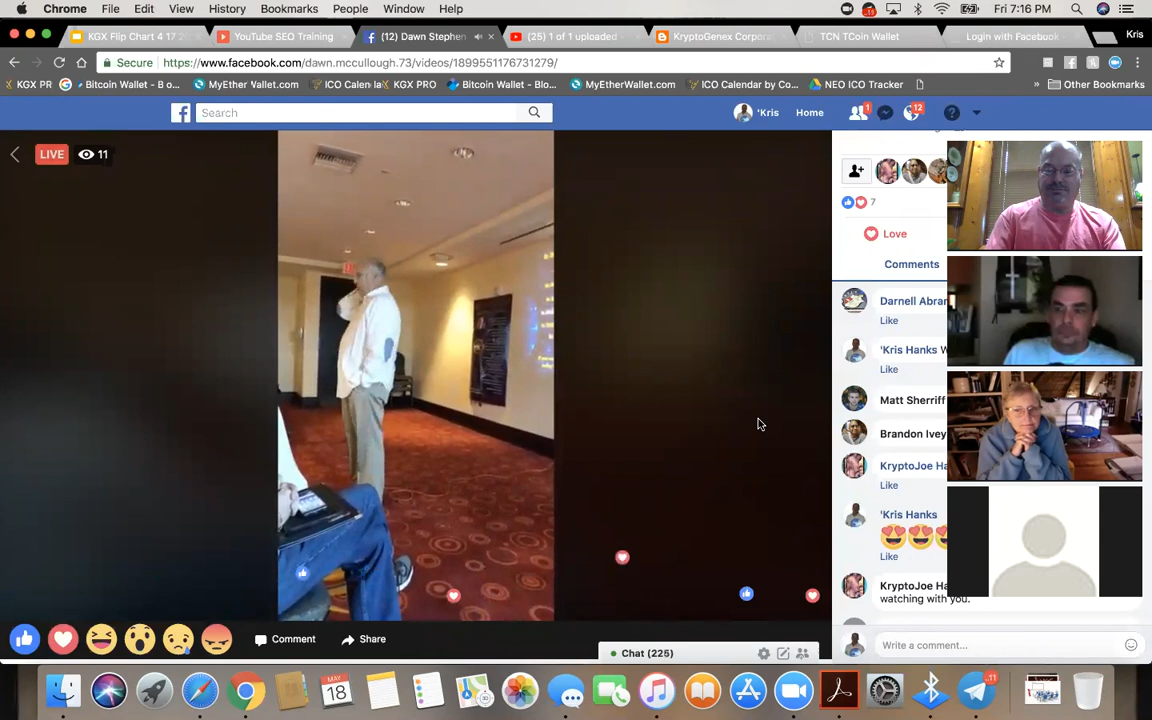 Chrome File Edit View History Bookmarks People Window Help Fri 7:16 PM
KGX Flip Chart 4 17 YouTube SEO Training (12) Dawn Stephen (25) 1 of 1 uploaded KryptoGenex Corpora TCN TCoin Wallet Login with Facebook Kris
Secure https://www.facebook.com/dawn.mccullough.73/videos/1899551176731279/
KGX PR Bitcoin Wallet - B o... MyEther Wallet.com ICO Calen KGX PRO Bitcoin Wallet - Blo... MyEtherWallet.com ICO Calendar by Co... NEO ICO Tracker » Other Bookmarks
Search 'Kris Home 1 12
LIVE 11
7
Love
Comments
Darnell Abrar
Like
'Kris Hanks W
Like
Matt Sherriff
Brandon Ivey
KryptoJoe Ha
Like
'Kris Hanks
Like
KryptoJoe Ha
watching with you.
Comment Share
Chat (225)
Write a comment...
MAY
18